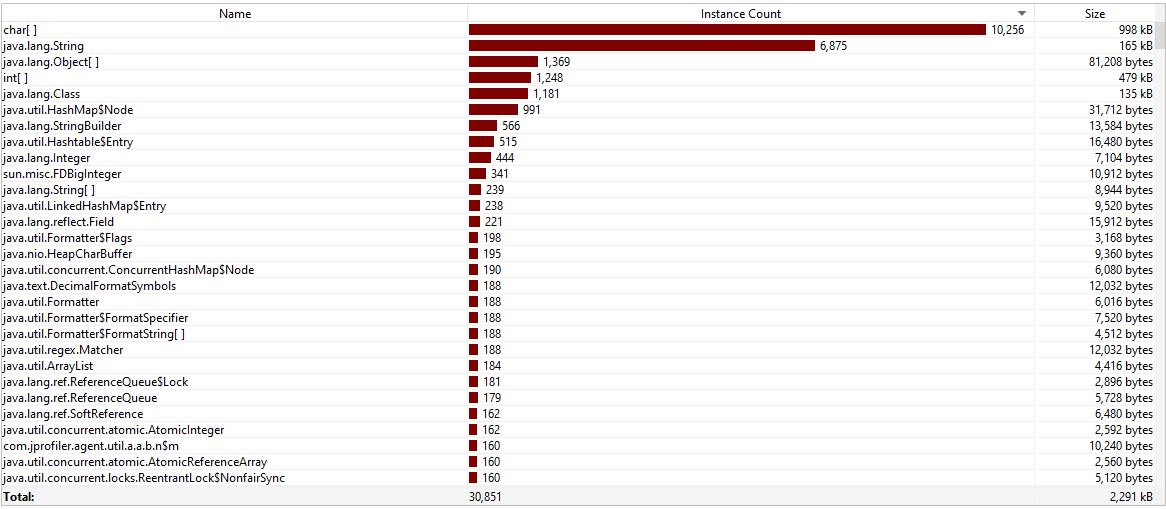 Name Instance Count Size
char[ ] 10,256 998 kB
java.lang.String 6,875 165 kB
java.lang.Object[ ] 1,369 81,208 bytes
int[ ] 1,248 479 kB
java.lang.Class 1,181 135 kB
java.util.HashMap$Node 991 31,712 bytes
java.lang.StringBuilder 566 13,584 bytes
java.util.Hashtable$Entry 515 16,480 bytes
java.lang.Integer 444 7,104 bytes
sun.misc.FDBigInteger 341 10,912 bytes
java.lang.String[ ] 239 8,944 bytes
java.util.LinkedHashMap$Entry 238 9,520 bytes
java.lang.reflect.Field 221 15,912 bytes
java.util.Formatter$Flags 198 3,168 bytes
java.nio.HeapCharBuffer 195 9,360 bytes
java.util.concurrent.ConcurrentHashMap$Node 190 6,080 bytes
java.text.DecimalFormatSymbols 188 12,032 bytes
java.util.Formatter 188 6,016 bytes
java.util.Formatter$FormatSpecifier 188 7,520 bytes
java.util.Formatter$FormatString[ ] 188 4,512 bytes
java.util.regex.Matcher 188 12,032 bytes
java.util.ArrayList 184 4,416 bytes
java.lang.ref.ReferenceQueue$Lock 181 2,896 bytes
java.lang.ref.ReferenceQueue 179 5,728 bytes
java.lang.ref.SoftReference 162 6,480 bytes
java.util.concurrent.atomic.AtomicInteger 162 2,592 bytes
com.jprofiler.agent.util.a.a.b.n$m 160 10,240 bytes
java.util.concurrent.atomic.AtomicReferenceArray 160 2,560 bytes
java.util.concurrent.locks.ReentrantLock$NonfairSync 160 5,120 bytes
Total: 30,851 2,291 kB